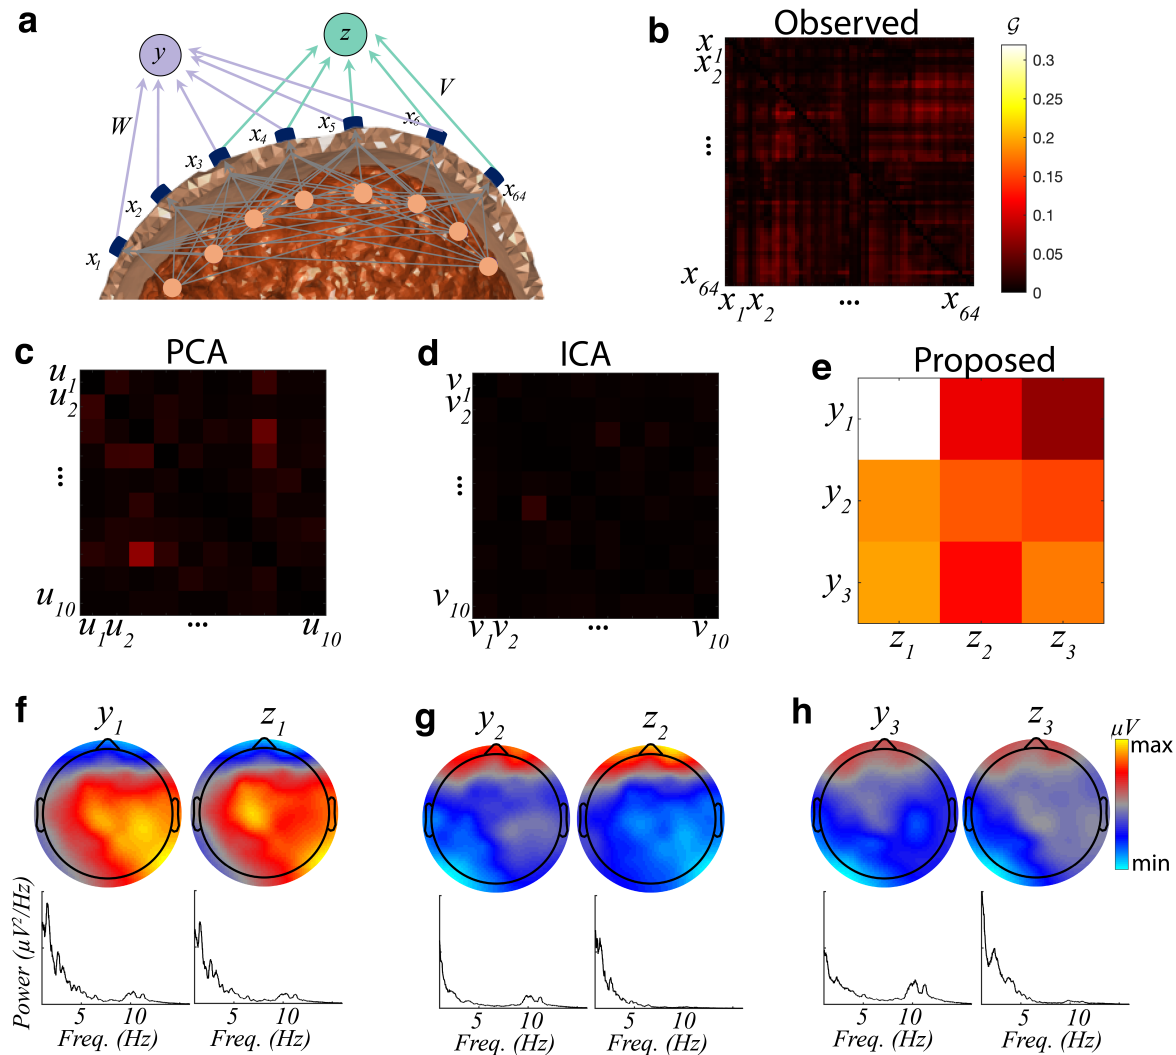 a
y
z
W
V
x1
x2
x3
x4
x5
x6
x64
b
Observed
G
x1
x2
...
x64
x1 x2 ... x64
0.3
0.25
0.2
0.15
0.1
0.05
0
c
PCA
u1
u2
...
u10
u1 u2 ... u10
d
ICA
v1
v2
...
v10
v1 v2 ... v10
e
Proposed
y1
y2
y3
z1 z2 z3
f
y1 z1
g
y2 z2
h
y3 z3
μV
max
min
Power (μV²/Hz)
5 10
Freq. (Hz)
5 10
Freq. (Hz)
5 10
Freq. (Hz)
5 10
Freq. (Hz)
5 10
Freq. (Hz)
5 10
Freq. (Hz)